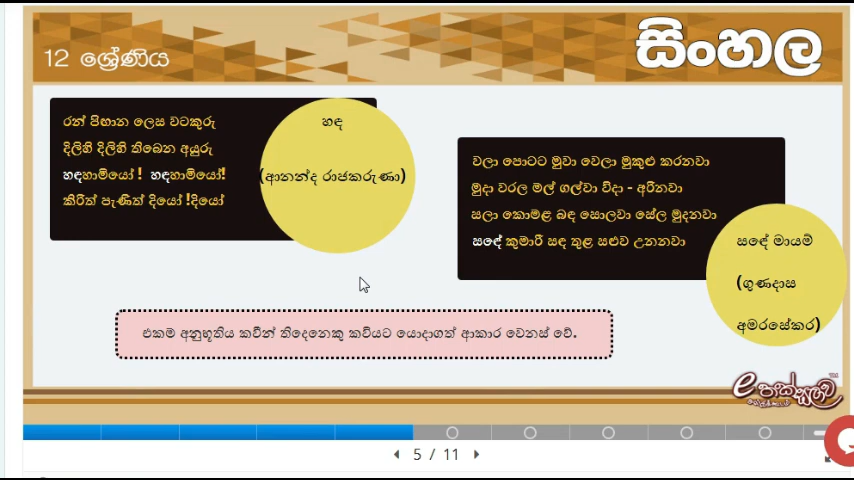 12 ශ්‍රේණිය
සිංහල
රන් පිඟාන ලෙස වටකුරු
දිලිහි දිලිහි තිබෙන අයුරු
හඳහාමියෝ ! හඳහාමියෝ!
කිරිත් පැණිත් දියෝ !දියෝ
හඳ
(ආනන්ද රාජකරුණා)
වලා පොටට මුවා වෙලා මුකුළු කරනවා
මුදා වරල මල් ගල්වා විදා - අරිනවා
සලා කොමළ බඳ සොලවා සේල මුදනවා
සඳේ කුමාරී සඳ තුළ සළුව උනනවා
සඳේ මායම්
(ගුණදාස
අමරසේකර)
එකම අනුභූතිය කවීන් තිදෙනෙකු කවියට යොදාගත් ආකාර වෙනස් වේ.
e තක්සලාව
5 / 11